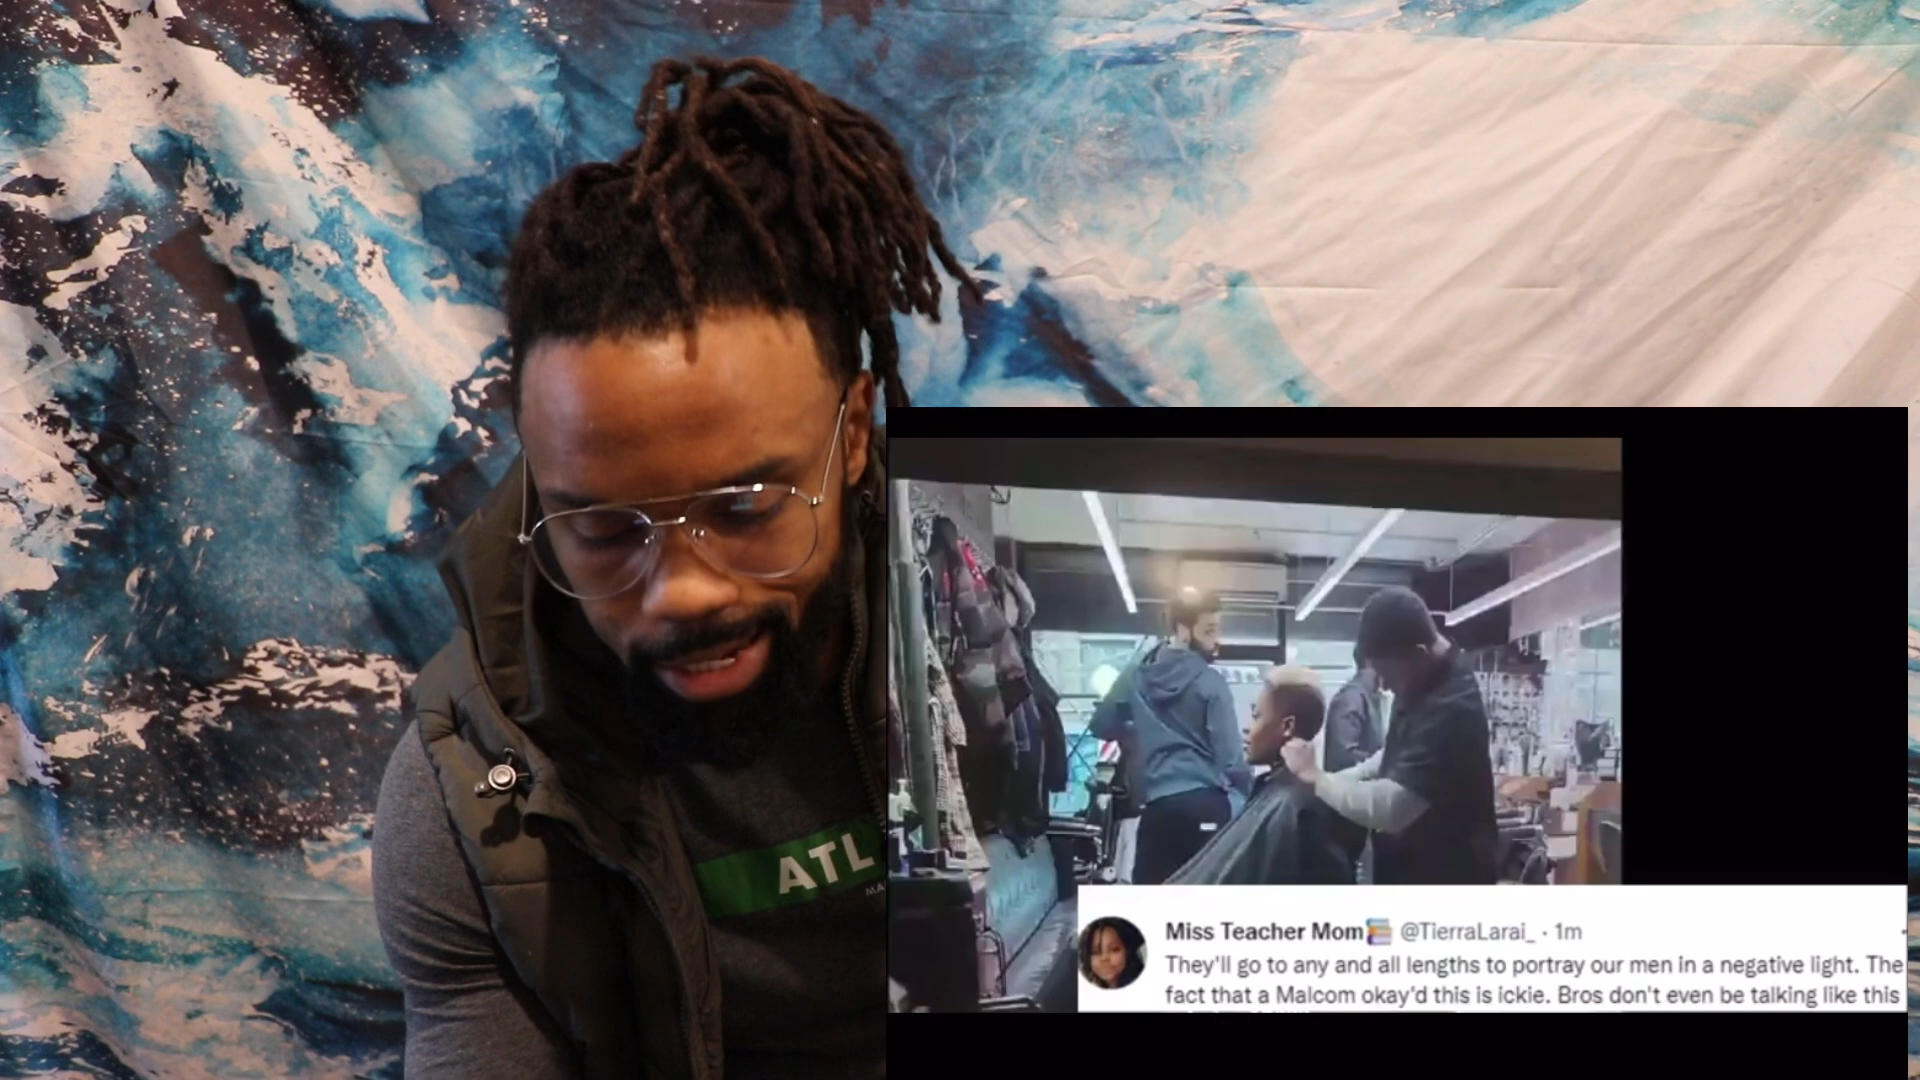 ATL
MA
Miss Teacher Mom📚 @TierraLarai_ · 1m
They'll go to any and all lengths to portray our men in a negative light. The
fact that a Malcom okay'd this is ickie. Bros don't even be talking like this